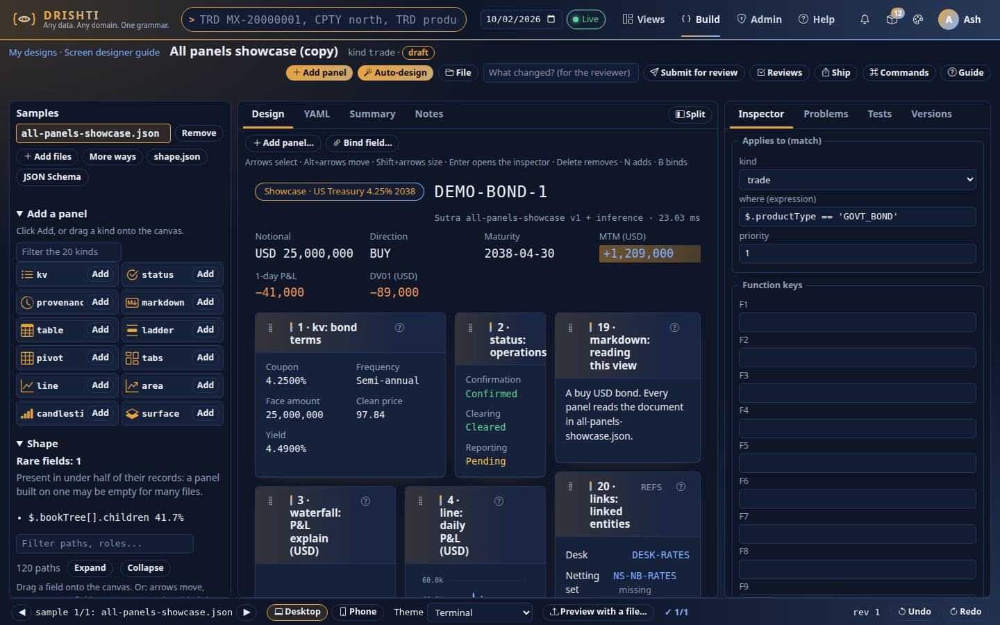 DRISHTI
Any data. Any domain. One grammar.
> TRD MX-20000001, CPTY north, TRD produ
10/02/2026
Live
Views
Build
Admin
Help
12
A
Ash
My designs · Screen designer guide
All panels showcase (copy)
kind trade · draft
Add panel
Auto-design
File
What changed? (for the reviewer)
Submit for review
Reviews
Ship
Commands
Guide
Samples
all-panels-showcase.json
Remove
Add files
More ways
shape.json
JSON Schema
Add a panel
Click Add, or drag a kind onto the canvas.
Filter the 20 kinds
kv Add
status Add
provenanc Add
markdown Add
table Add
ladder Add
pivot Add
tabs Add
line Add
area Add
candlesti Add
surface Add
Shape
Rare fields: 1
Present in under half of their records: a panel
built on one may be empty for many files.
• $.bookTree[].children 41.7%
Filter paths, roles...
120 paths
Expand
Collapse
Drag a field onto the canvas. Or: arrows move,
Design
YAML
Summary
Notes
Split
Add panel...
Bind field...
Arrows select · Alt+arrows move · Shift+arrows size · Enter opens the inspector · Delete removes · N adds · B binds
Showcase · US Treasury 4.25% 2038
DEMO-BOND-1
Sutra all-panels-showcase v1 + inference · 23.03 ms
Notional
USD 25,000,000
Direction
BUY
Maturity
2038-04-30
MTM (USD)
+1,209,000
1-day P&L
−41,000
DV01 (USD)
−89,000
1 · kv: bond
terms
Coupon
4.2500%
Frequency
Semi-annual
Face amount
25,000,000
Clean price
97.84
Yield
4.4900%
2 ·
status:
operations
Confirmation
Confirmed
Clearing
Cleared
Reporting
Pending
19 ·
markdown:
reading
this view
A buy USD bond. Every
panel reads the document
in all-panels-
showcase.json.
3 ·
waterfall:
P&L
explain
(USD)
4 ·
line:
daily
P&L
(USD)
60.0k
20 ·
links:
linked
entities
REFS
Desk
DESK-RATES
Netting
set
NS-NB-RATES
missing
Inspector
Problems
Tests
Versions
Applies to (match)
kind
trade
where (expression)
$.productType == 'GOVT_BOND'
priority
1
Function keys
F1
F2
F3
F4
F5
F6
F7
F8
F9
sample 1/1: all-panels-showcase.json
Desktop
Phone
Theme
Terminal
Preview with a file...
✓ 1/1
rev 1
Undo
Redo